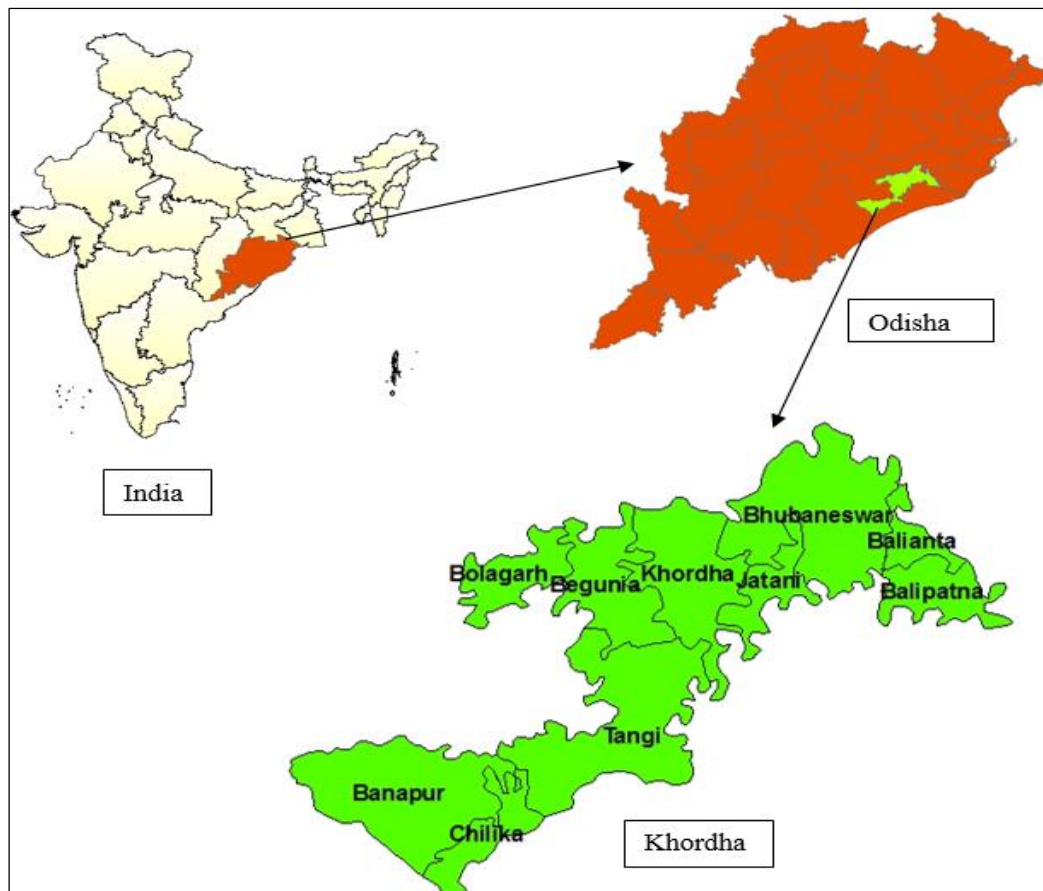 India
Odisha
Bhubaneswar
Balianta
Bolagarh
Begunia
Khordha
Jatani
Balipatna
Tangi
Banapur
Chilika
Khordha